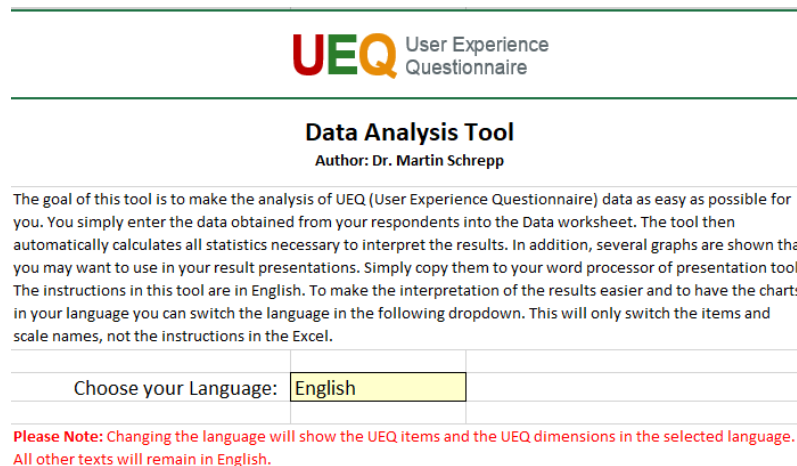 UEQ User Experience
Questionnaire
Data Analysis Tool
Author: Dr. Martin Schrepp
The goal of this tool is to make the analysis of UEQ (User Experience Questionnaire) data as easy as possible for
you. You simply enter the data obtained from your respondents into the Data worksheet. The tool then
automatically calculates all statistics necessary to interpret the results. In addition, several graphs are shown tha
you may want to use in your result presentations. Simply copy them to your word processor of presentation tool
The instructions in this tool are in English. To make the interpretation of the results easier and to have the charts
in your language you can switch the language in the following dropdown. This will only switch the items and
scale names, not the instructions in the Excel.
Choose your Language: English
Please Note: Changing the language will show the UEQ items and the UEQ dimensions in the selected language.
All other texts will remain in English.